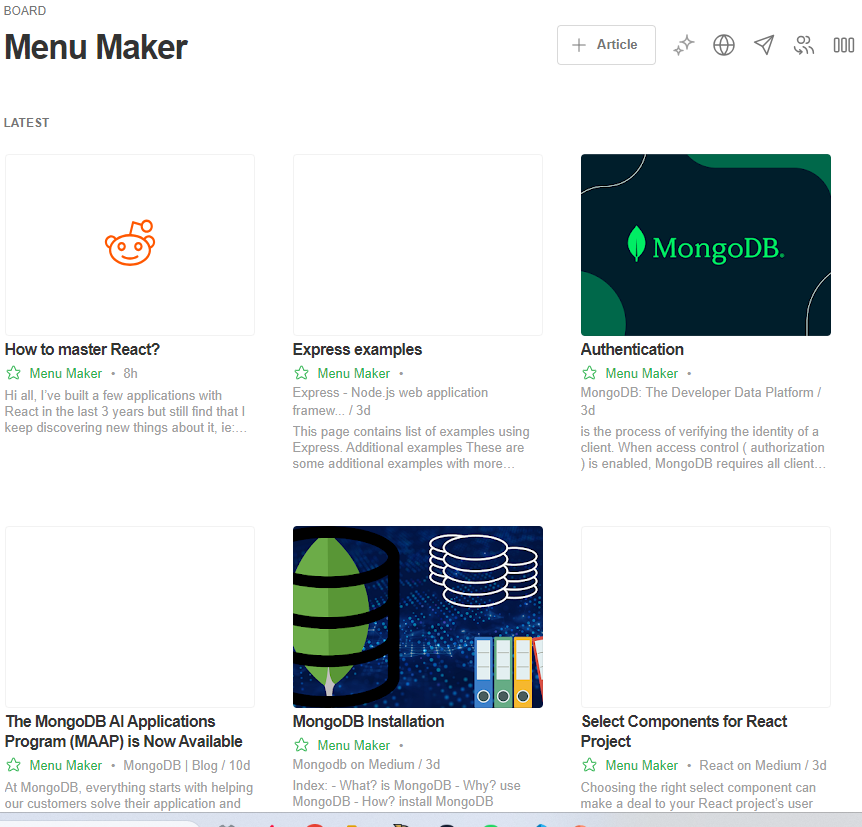 BOARD
Menu Maker
Article
LATEST
How to master React?
Menu Maker • 8h
Hi all, I've built a few applications with
React in the last 3 years but still find that I
keep discovering new things about it, ie:…
Express examples
Menu Maker •
Express - Node.js web application
framew... / 3d
This page contains list of examples using
Express. Additional examples These are
some additional examples with more…
MongoDB.
Authentication
Menu Maker •
MongoDB: The Developer Data Platform /
3d
is the process of verifying the identity of a
client. When access control ( authorization
) is enabled, MongoDB requires all client…
The MongoDB AI Applications
Program (MAAP) is Now Available
Menu Maker • MongoDB | Blog / 10d
At MongoDB, everything starts with helping
our customers solve their application and
MongoDB Installation
Menu Maker •
Mongodb on Medium / 3d
Index: - What? is MongoDB - Why? use
MongoDB - How? install MongoDB
Select Components for React
Project
Menu Maker • React on Medium / 3d
Choosing the right select component can
make a deal to your React project's user